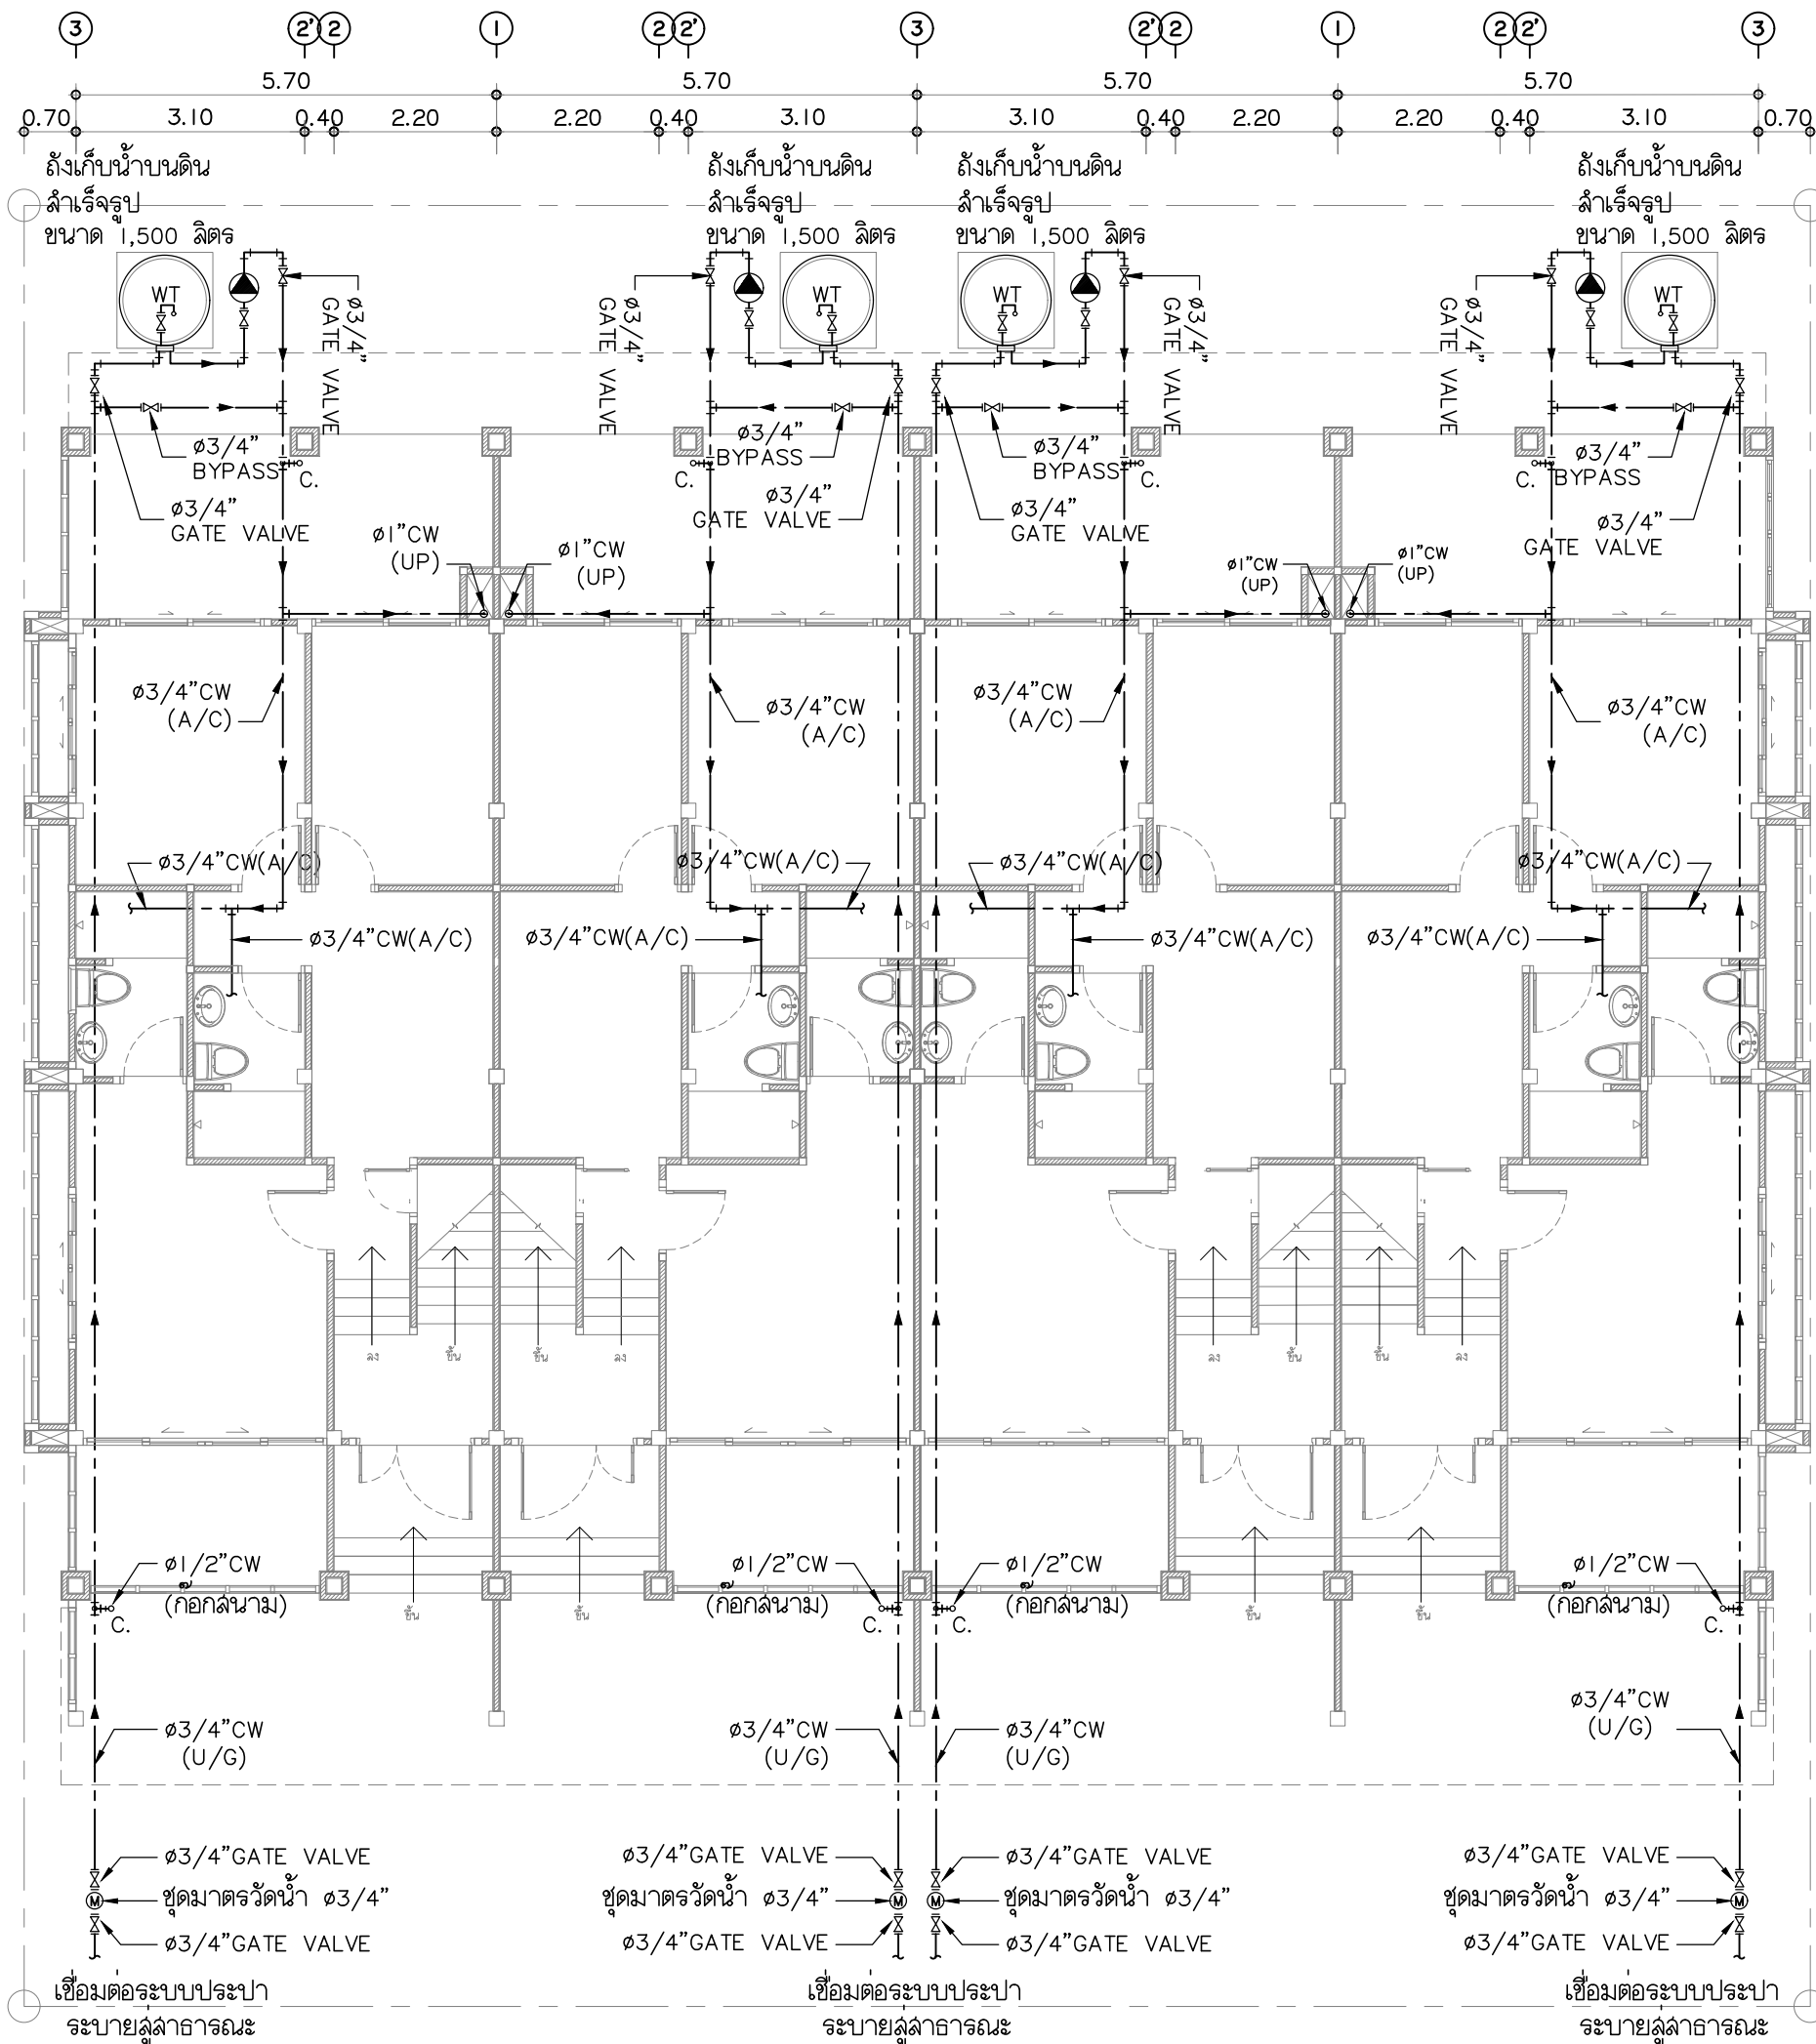 3 2' 2 1 2 2' 3 2' 2 1 2 2' 3
5.70 5.70 5.70 5.70
0.70 3.10 0.40 2.20 2.20 0.40 3.10 3.10 0.40 2.20 2.20 0.40 3.10 0.70
ถังเก็บน้ำบนดิน ถังเก็บน้ำบนดิน ถังเก็บน้ำบนดิน ถังเก็บน้ำบนดิน
สำเร็จรูป สำเร็จรูป สำเร็จรูป สำเร็จรูป
ขนาด 1,500 ลิตร ขนาด 1,500 ลิตร ขนาด 1,500 ลิตร ขนาด 1,500 ลิตร
WT WT WT WT
ø3/4" ø3/4" ø3/4" ø3/4"
GATE VALVE GATE VALVE GATE VALVE GATE VALVE
ø3/4" ø3/4" ø3/4" ø3/4"
BYPASS BYPASS BYPASS BYPASS
C. C. C. C.
ø3/4" ø3/4" ø3/4" ø3/4"
GATE VALVE GATE VALVE GATE VALVE GATE VALVE
ø1"CW ø1"CW ø1"CW ø1"CW
(UP) (UP) (UP) (UP)
ø3/4"CW ø3/4"CW ø3/4"CW ø3/4"CW
(A/C) (A/C) (A/C) (A/C)
ø3/4"CW(A/C) ø3/4"CW(A/C) ø3/4"CW(A/C) ø3/4"CW(A/C)
ø3/4"CW(A/C) ø3/4"CW(A/C) ø3/4"CW(A/C) ø3/4"CW(A/C)
ลง ขึ้น ขึ้น ลง ลง ขึ้น ขึ้น ลง
ø1/2"CW ø1/2"CW ø1/2"CW ø1/2"CW
(ก๊อกสนาม) (ก๊อกสนาม) (ก๊อกสนาม) (ก๊อกสนาม)
C. ขึ้น ขึ้น C. C. ขึ้น ขึ้น C.
ø3/4"CW ø3/4"CW ø3/4"CW ø3/4"CW
(U/G) (U/G) (U/G) (U/G)
ø3/4"GATE VALVE ø3/4"GATE VALVE ø3/4"GATE VALVE ø3/4"GATE VALVE
M ชุดมาตรวัดน้ำ ø3/4" ชุดมาตรวัดน้ำ ø3/4" M M ชุดมาตรวัดน้ำ ø3/4" ชุดมาตรวัดน้ำ ø3/4" M
ø3/4"GATE VALVE ø3/4"GATE VALVE ø3/4"GATE VALVE ø3/4"GATE VALVE
เชื่อมต่อระบบประปา เชื่อมต่อระบบประปา เชื่อมต่อระบบประปา
ระบายสู่สาธารณะ ระบายสู่สาธารณะ ระบายสู่สาธารณะ